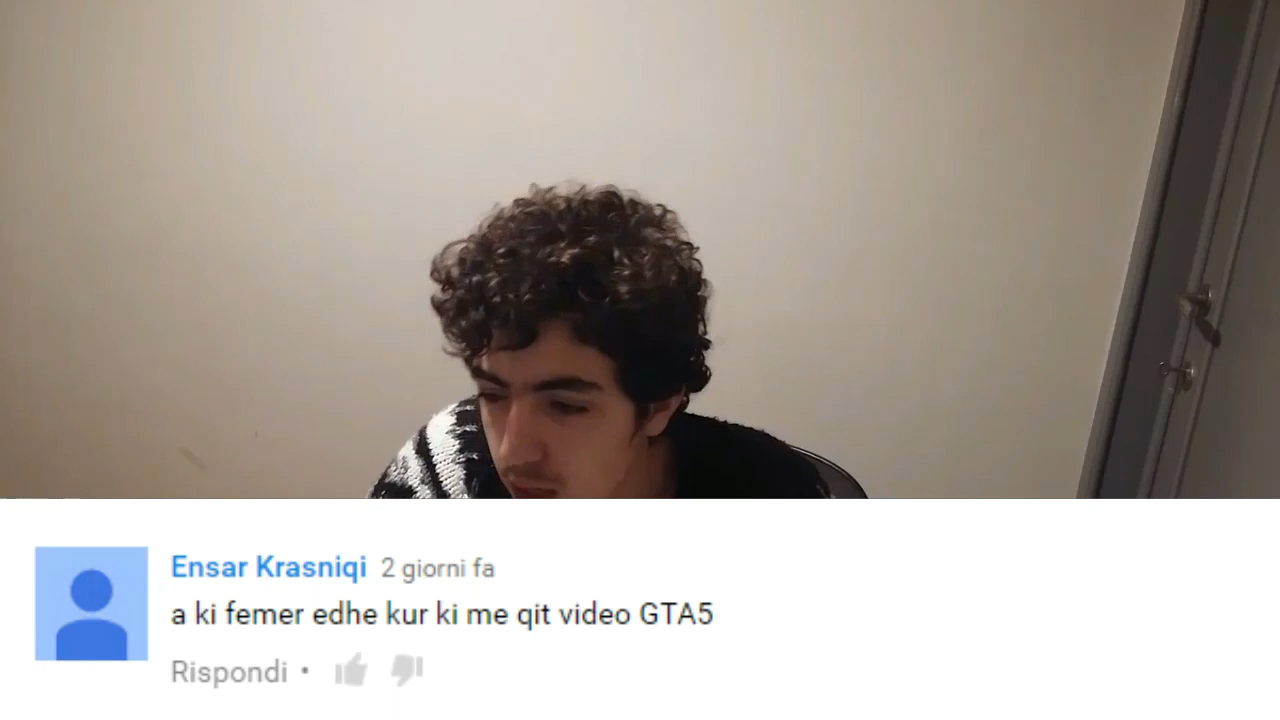 Ensar Krasniqi 2 giorni fa
a ki femer edhe kur ki me qit video GTA5
Rispondi •